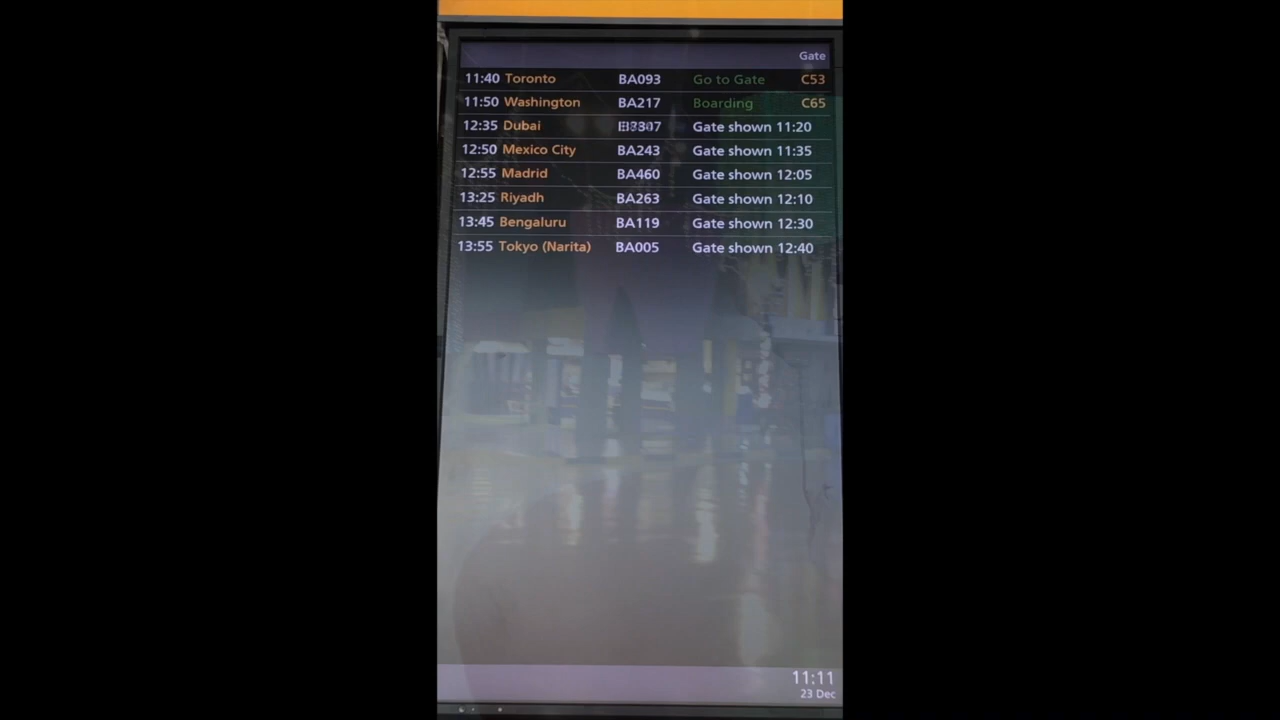 Gate
11:40 Toronto BA093 Go to Gate C53
11:50 Washington BA217 Boarding C65
12:35 Dubai Gate shown 11:20
12:50 Mexico City BA243 Gate shown 11:35
12:55 Madrid BA460 Gate shown 12:05
13:25 Riyadh BA263 Gate shown 12:10
13:45 Bengaluru BA119 Gate shown 12:30
13:55 Tokyo (Narita) BA005 Gate shown 12:40
11:11
23 Dec